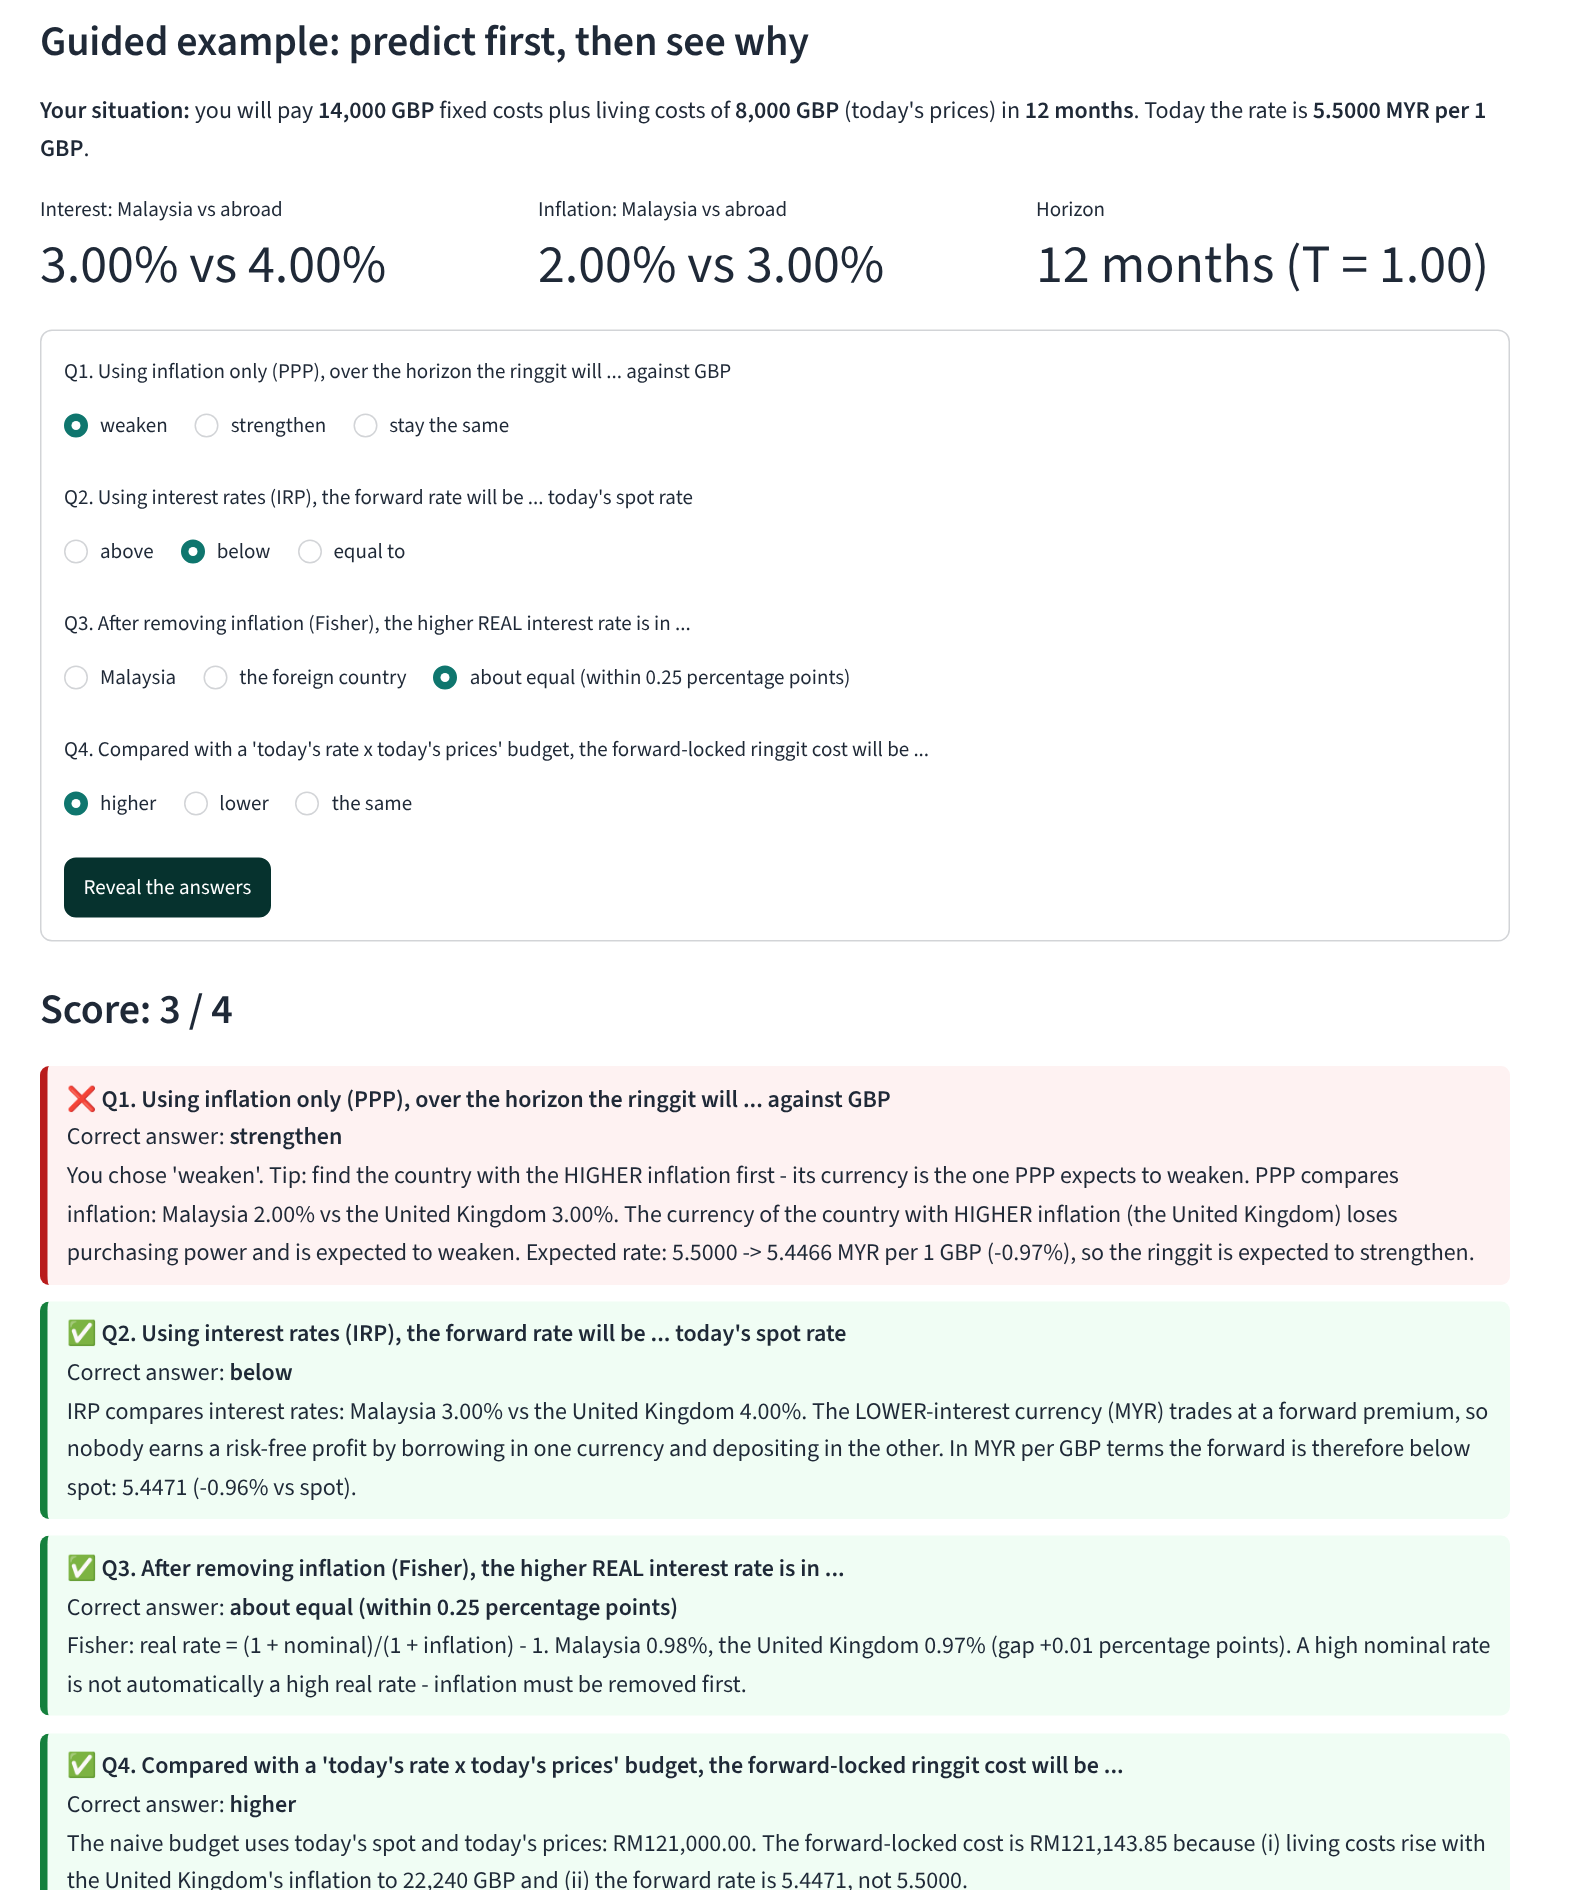 Guided example: predict first, then see why
Your situation: you will pay 14,000 GBP fixed costs plus living costs of 8,000 GBP (today's prices) in 12 months. Today the rate is 5.5000 MYR per 1
GBP.
Interest: Malaysia vs abroad
3.00% vs 4.00%
Inflation: Malaysia vs abroad
2.00% vs 3.00%
Horizon
12 months (T = 1.00)
Q1. Using inflation only (PPP), over the horizon the ringgit will ... against GBP
weaken strengthen stay the same
Q2. Using interest rates (IRP), the forward rate will be ... today's spot rate
above below equal to
Q3. After removing inflation (Fisher), the higher REAL interest rate is in ...
Malaysia the foreign country about equal (within 0.25 percentage points)
Q4. Compared with a 'today's rate x today's prices' budget, the forward-locked ringgit cost will be ...
higher lower the same
Reveal the answers
Score: 3 / 4
❌ Q1. Using inflation only (PPP), over the horizon the ringgit will ... against GBP
Correct answer: strengthen
You chose 'weaken'. Tip: find the country with the HIGHER inflation first - its currency is the one PPP expects to weaken. PPP compares
inflation: Malaysia 2.00% vs the United Kingdom 3.00%. The currency of the country with HIGHER inflation (the United Kingdom) loses
purchasing power and is expected to weaken. Expected rate: 5.5000 -> 5.4466 MYR per 1 GBP (-0.97%), so the ringgit is expected to strengthen.
✅ Q2. Using interest rates (IRP), the forward rate will be ... today's spot rate
Correct answer: below
IRP compares interest rates: Malaysia 3.00% vs the United Kingdom 4.00%. The LOWER-interest currency (MYR) trades at a forward premium, so
nobody earns a risk-free profit by borrowing in one currency and depositing in the other. In MYR per GBP terms the forward is therefore below
spot: 5.4471 (-0.96% vs spot).
✅ Q3. After removing inflation (Fisher), the higher REAL interest rate is in ...
Correct answer: about equal (within 0.25 percentage points)
Fisher: real rate = (1 + nominal)/(1 + inflation) - 1. Malaysia 0.98%, the United Kingdom 0.97% (gap +0.01 percentage points). A high nominal rate
is not automatically a high real rate - inflation must be removed first.
✅ Q4. Compared with a 'today's rate x today's prices' budget, the forward-locked ringgit cost will be ...
Correct answer: higher
The naive budget uses today's spot and today's prices: RM121,000.00. The forward-locked cost is RM121,143.85 because (i) living costs rise with
the United Kingdom's inflation to 22,240 GBP and (ii) the forward rate is 5.4471, not 5.5000.